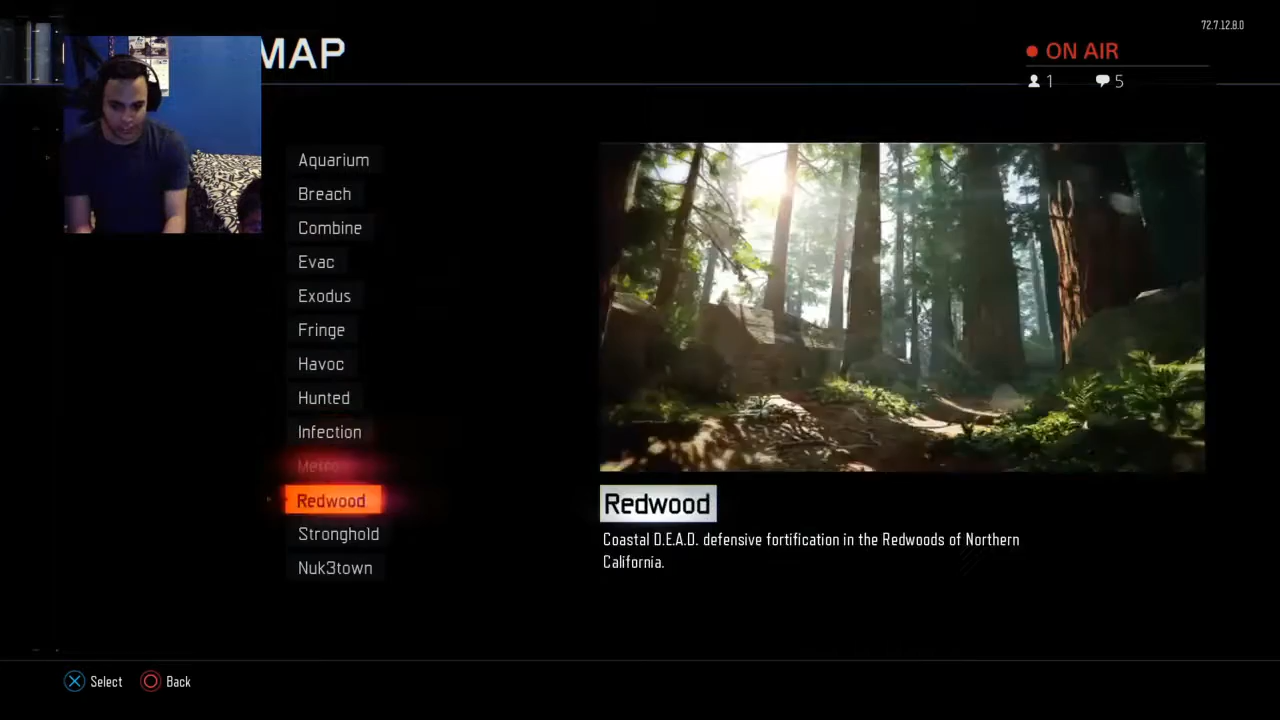 MAP
72.7.12.8.0
ON AIR
1
5
Aquarium
Breach
Combine
Evac
Exodus
Fringe
Havoc
Hunted
Infection
Metro
Redwood
Stronghold
Nuk3town
Redwood
Coastal D.E.A.D. defensive fortification in the Redwoods of Northern
California.
Select
Back